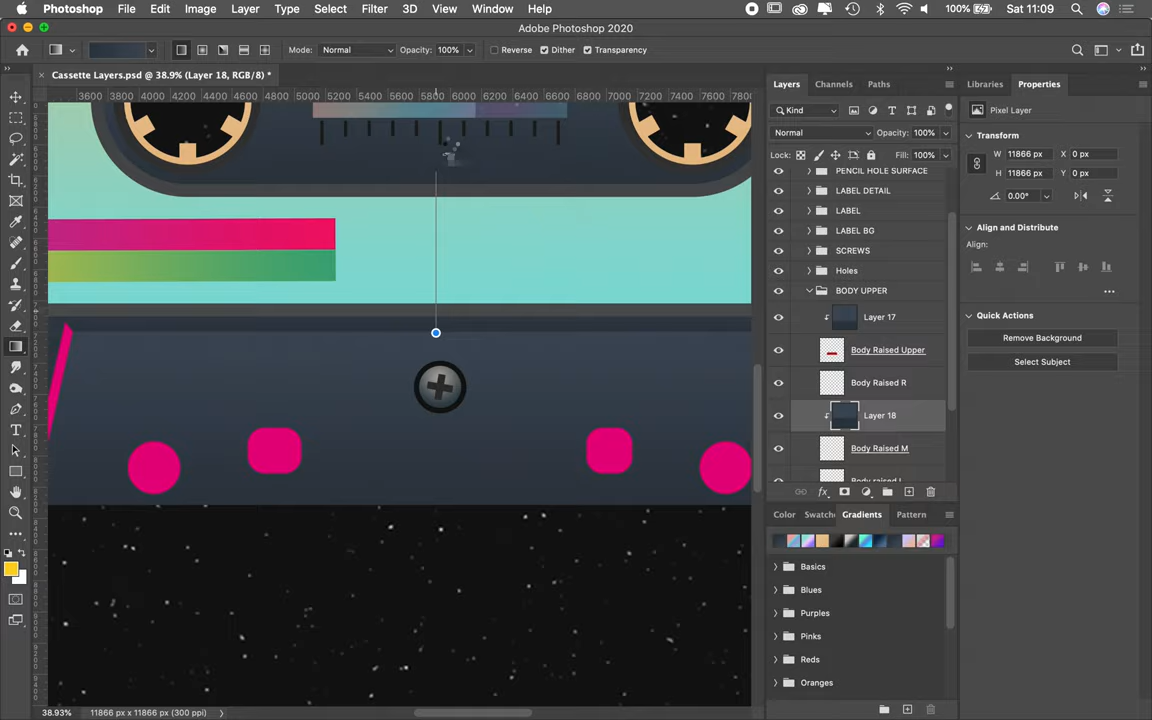 Photoshop File Edit Image Layer Type Select Filter 3D View Window Help 100% Sat 11:09
Adobe Photoshop 2020
Mode: Normal Opacity: 100% Reverse Dither Transparency
Cassette Layers.psd @ 38.9% (Layer 18, RGB/8) *
3600 3800 4000 4200 4400 4600 4800 5000 5200 5400 5600 5800 6000 6200 6400 6600 6800 7000 7200 7400 7600 7800
Layers Channels Paths
Kind
Normal Opacity: 100%
Lock: Fill: 100%
PENCIL HOLE SURFACE
LABEL DETAIL
LABEL
LABEL BG
SCREWS
Holes
BODY UPPER
Layer 17
Body Raised Upper
Body Raised R
Layer 18
Body Raised M
Body raised L
fx
Color Swatche Gradients Pattern
Basics
Blues
Purples
Pinks
Reds
Oranges
Libraries Properties
Pixel Layer
Transform
W 11866 px X 0 px
H 11866 px Y 0 px
0.00°
Align and Distribute
Align:
Quick Actions
Remove Background
Select Subject
38.93% 11866 px x 11866 px (300 ppi)